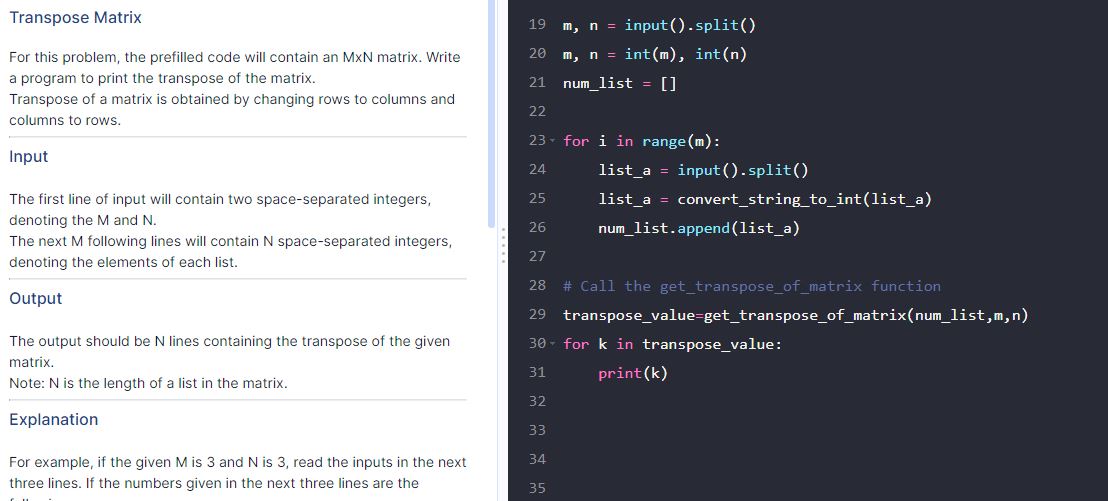 Transpose Matrix
For this problem, the prefilled code will contain an MxN matrix. Write
a program to print the transpose of the matrix.
Transpose of a matrix is obtained by changing rows to columns and
columns to rows.
Input
The first line of input will contain two space-separated integers,
denoting the M and N.
The next M following lines will contain N space-separated integers,
denoting the elements of each list.
Output
The output should be N lines containing the transpose of the given
matrix.
Note: N is the length of a list in the matrix.
Explanation
For example, if the given M is 3 and N is 3, read the inputs in the next
three lines. If the numbers given in the next three lines are the
19 m, n = input().split()
20 m, n = int(m), int(n)
21 num_list = []
22
23 for i in range(m):
24     list_a = input().split()
25     list_a = convert_string_to_int(list_a)
26     num_list.append(list_a)
27
28 # Call the get_transpose_of_matrix function
29 transpose_value=get_transpose_of_matrix(num_list,m,n)
30 for k in transpose_value:
31     print(k)
32
33
34
35